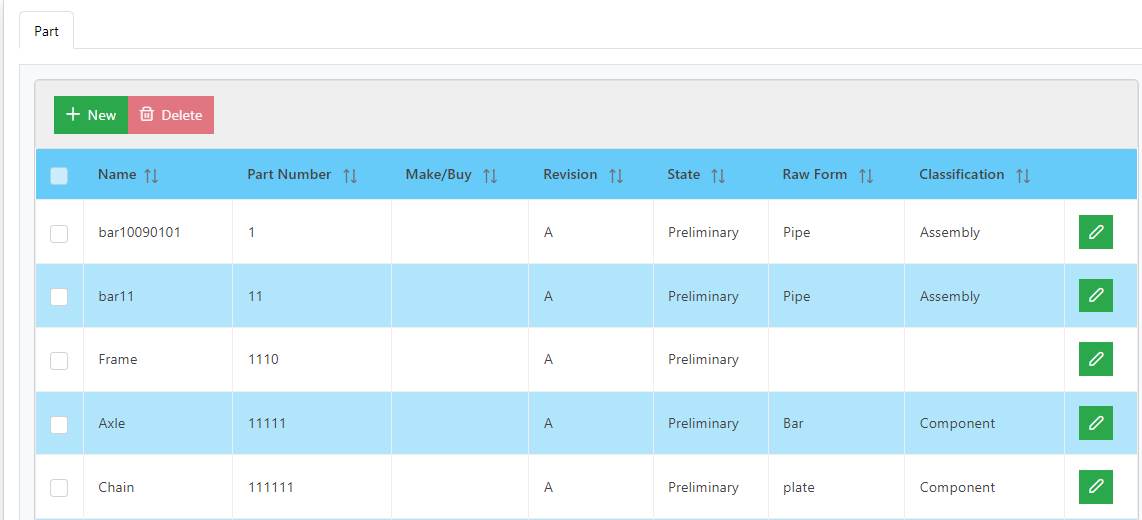 Part
New Delete
Name Part Number Make/Buy Revision State Raw Form Classification
bar10090101 1 A Preliminary Pipe Assembly
bar11 11 A Preliminary Pipe Assembly
Frame 1110 A Preliminary
Axle 11111 A Preliminary Bar Component
Chain 111111 A Preliminary plate Component